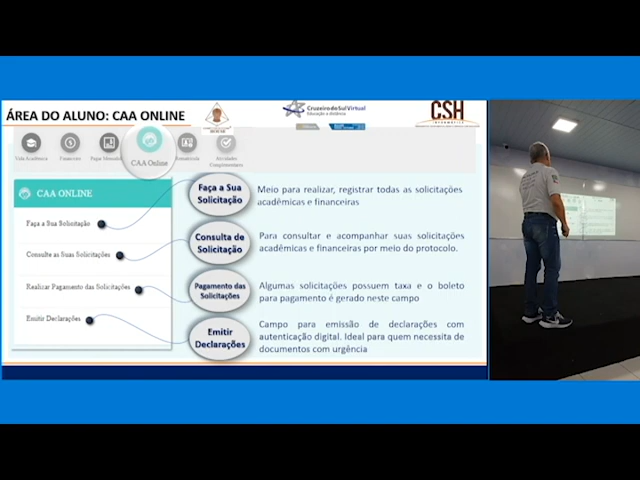 ÁREA DO ALUNO: CAA ONLINE
Cruzeiro do Sul Virtual
Educação a distância
CSH
INFORMÁTICA
Vida Acadêmica
Financeiro
CAA Online
Atividades
Complementares
CAA ONLINE
Faça a Sua Solicitação
Consulte as Suas Solicitações
Realizar Pagamento das Solicitações
Emitir Declarações
Faça a Sua
Solicitação
Meio para realizar, registrar todas as solicitações
acadêmicas e financeiras
Consulta de
Solicitação
Para consultar e acompanhar suas solicitações
acadêmicas e financeiras por meio do protocolo.
Pagamento das
Solicitações
Algumas solicitações possuem taxa e o boleto
para pagamento é gerado neste campo
Emitir
Declarações
Campo para emissão de declarações com
autenticação digital. Ideal para quem necessita de
documentos com urgência